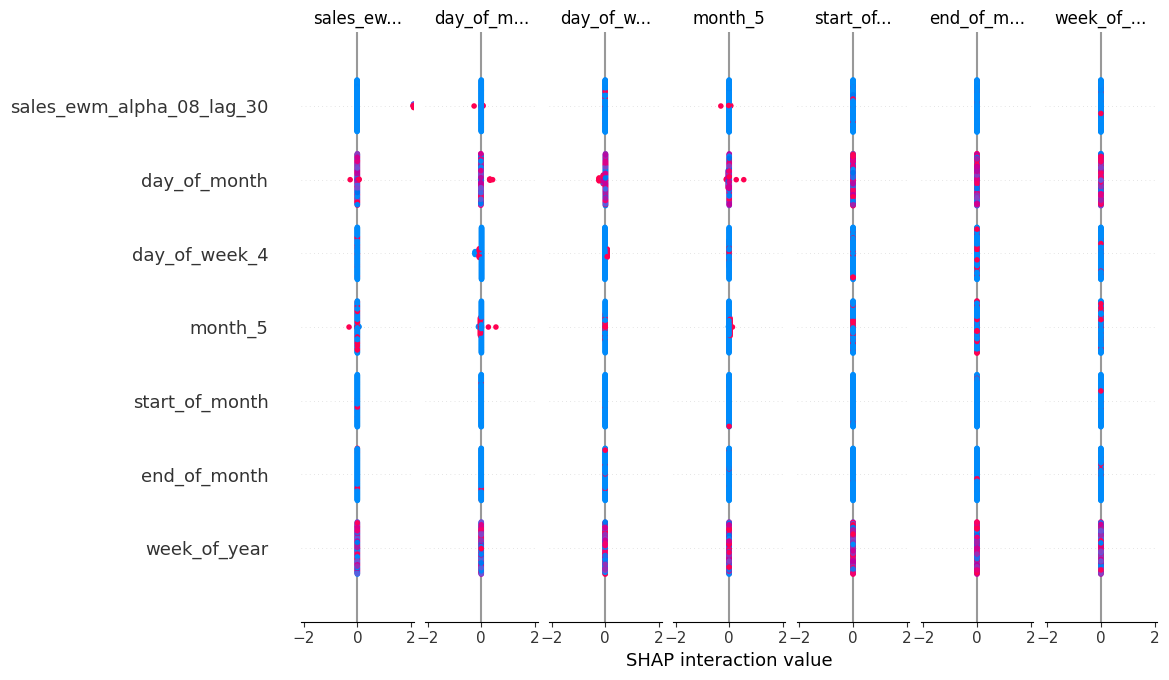 sales_ew... day_of_m... day_of_w... month_5 start_of... end_of_m... week_of_...
sales_ewm_alpha_08_lag_30
day_of_month
day_of_week_4
month_5
start_of_month
end_of_month
week_of_year
−2 0 2 −2 0 2 −2 0 2 −2 0 2 −2 0 2 −2 0 2 −2 0 2
SHAP interaction value